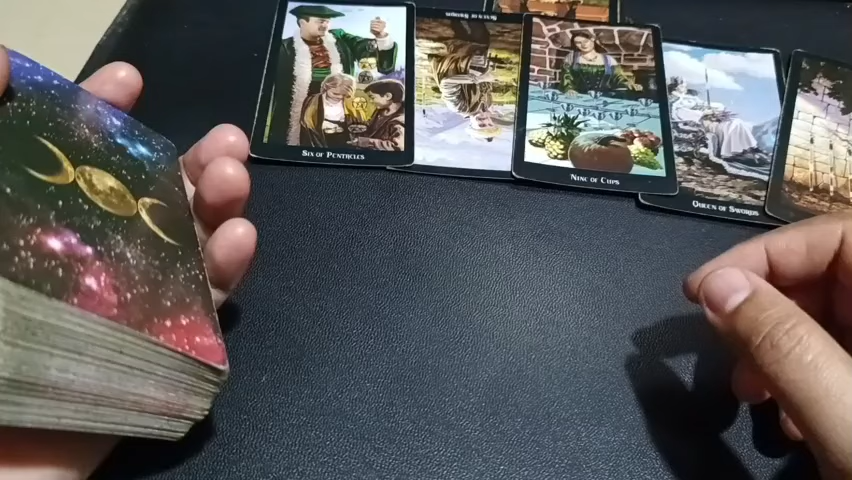 Six of Pentacles
Nine of Cups
Queen of Swords